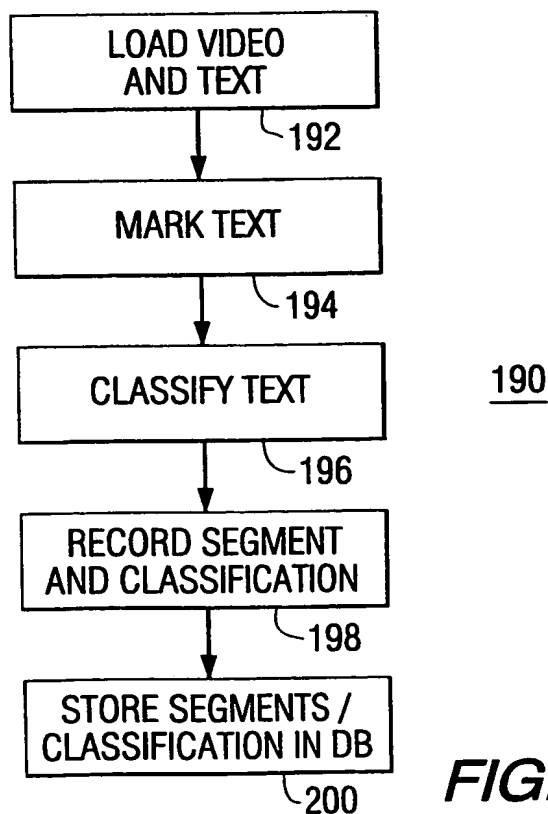 LOAD VIDEO
AND TEXT
192
MARK TEXT
194
CLASSIFY TEXT
190
196
RECORD SEGMENT
AND CLASSIFICATION
198
STORE SEGMENTS /
CLASSIFICATION IN DB
200
FIG.